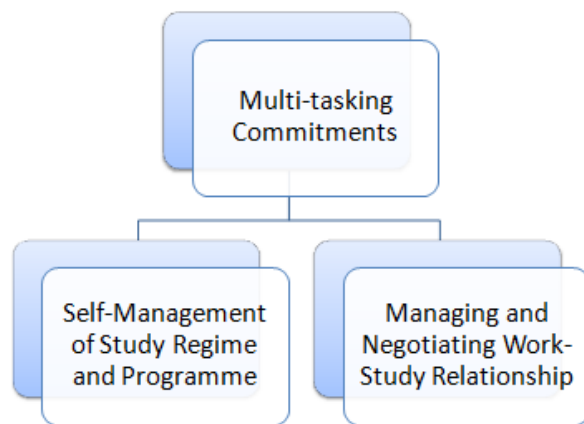 Multi-tasking
Commitments
Self-Management
of Study Regime
and Programme
Managing and
Negotiating Work-
Study Relationship